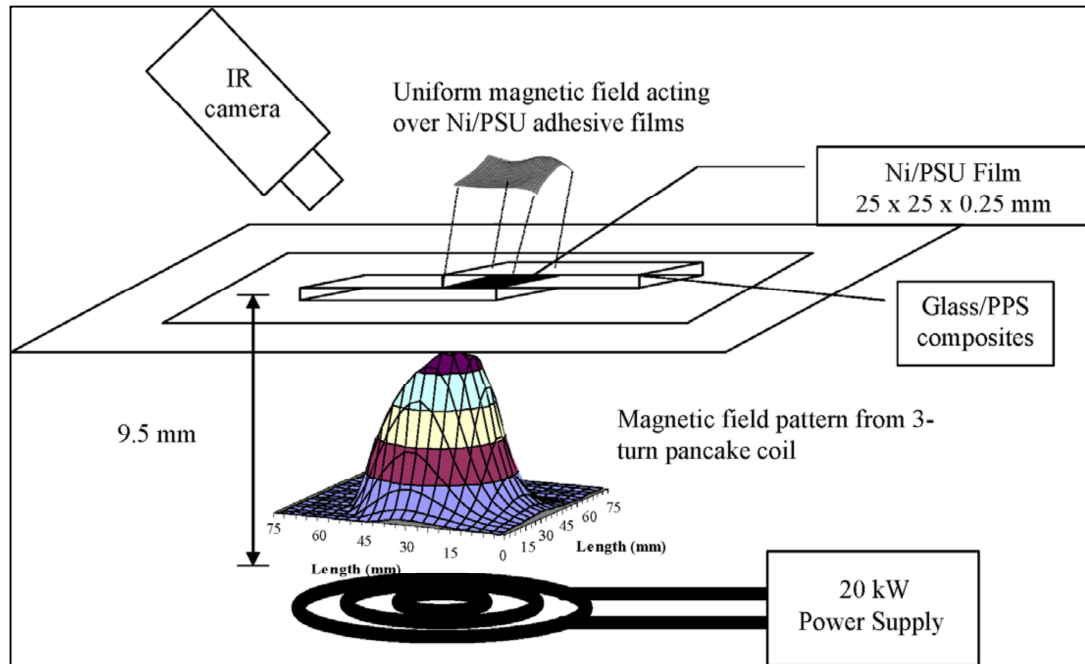 IR
camera
Uniform magnetic field acting
over Ni/PSU adhesive films
Ni/PSU Film
25 x 25 x 0.25 mm
Glass/PPS
composites
9.5 mm
Magnetic field pattern from 3-
turn pancake coil
75
60
45
30
15
0
15
30
45
60
75
Length (mm)
Length (mm)
20 kW
Power Supply